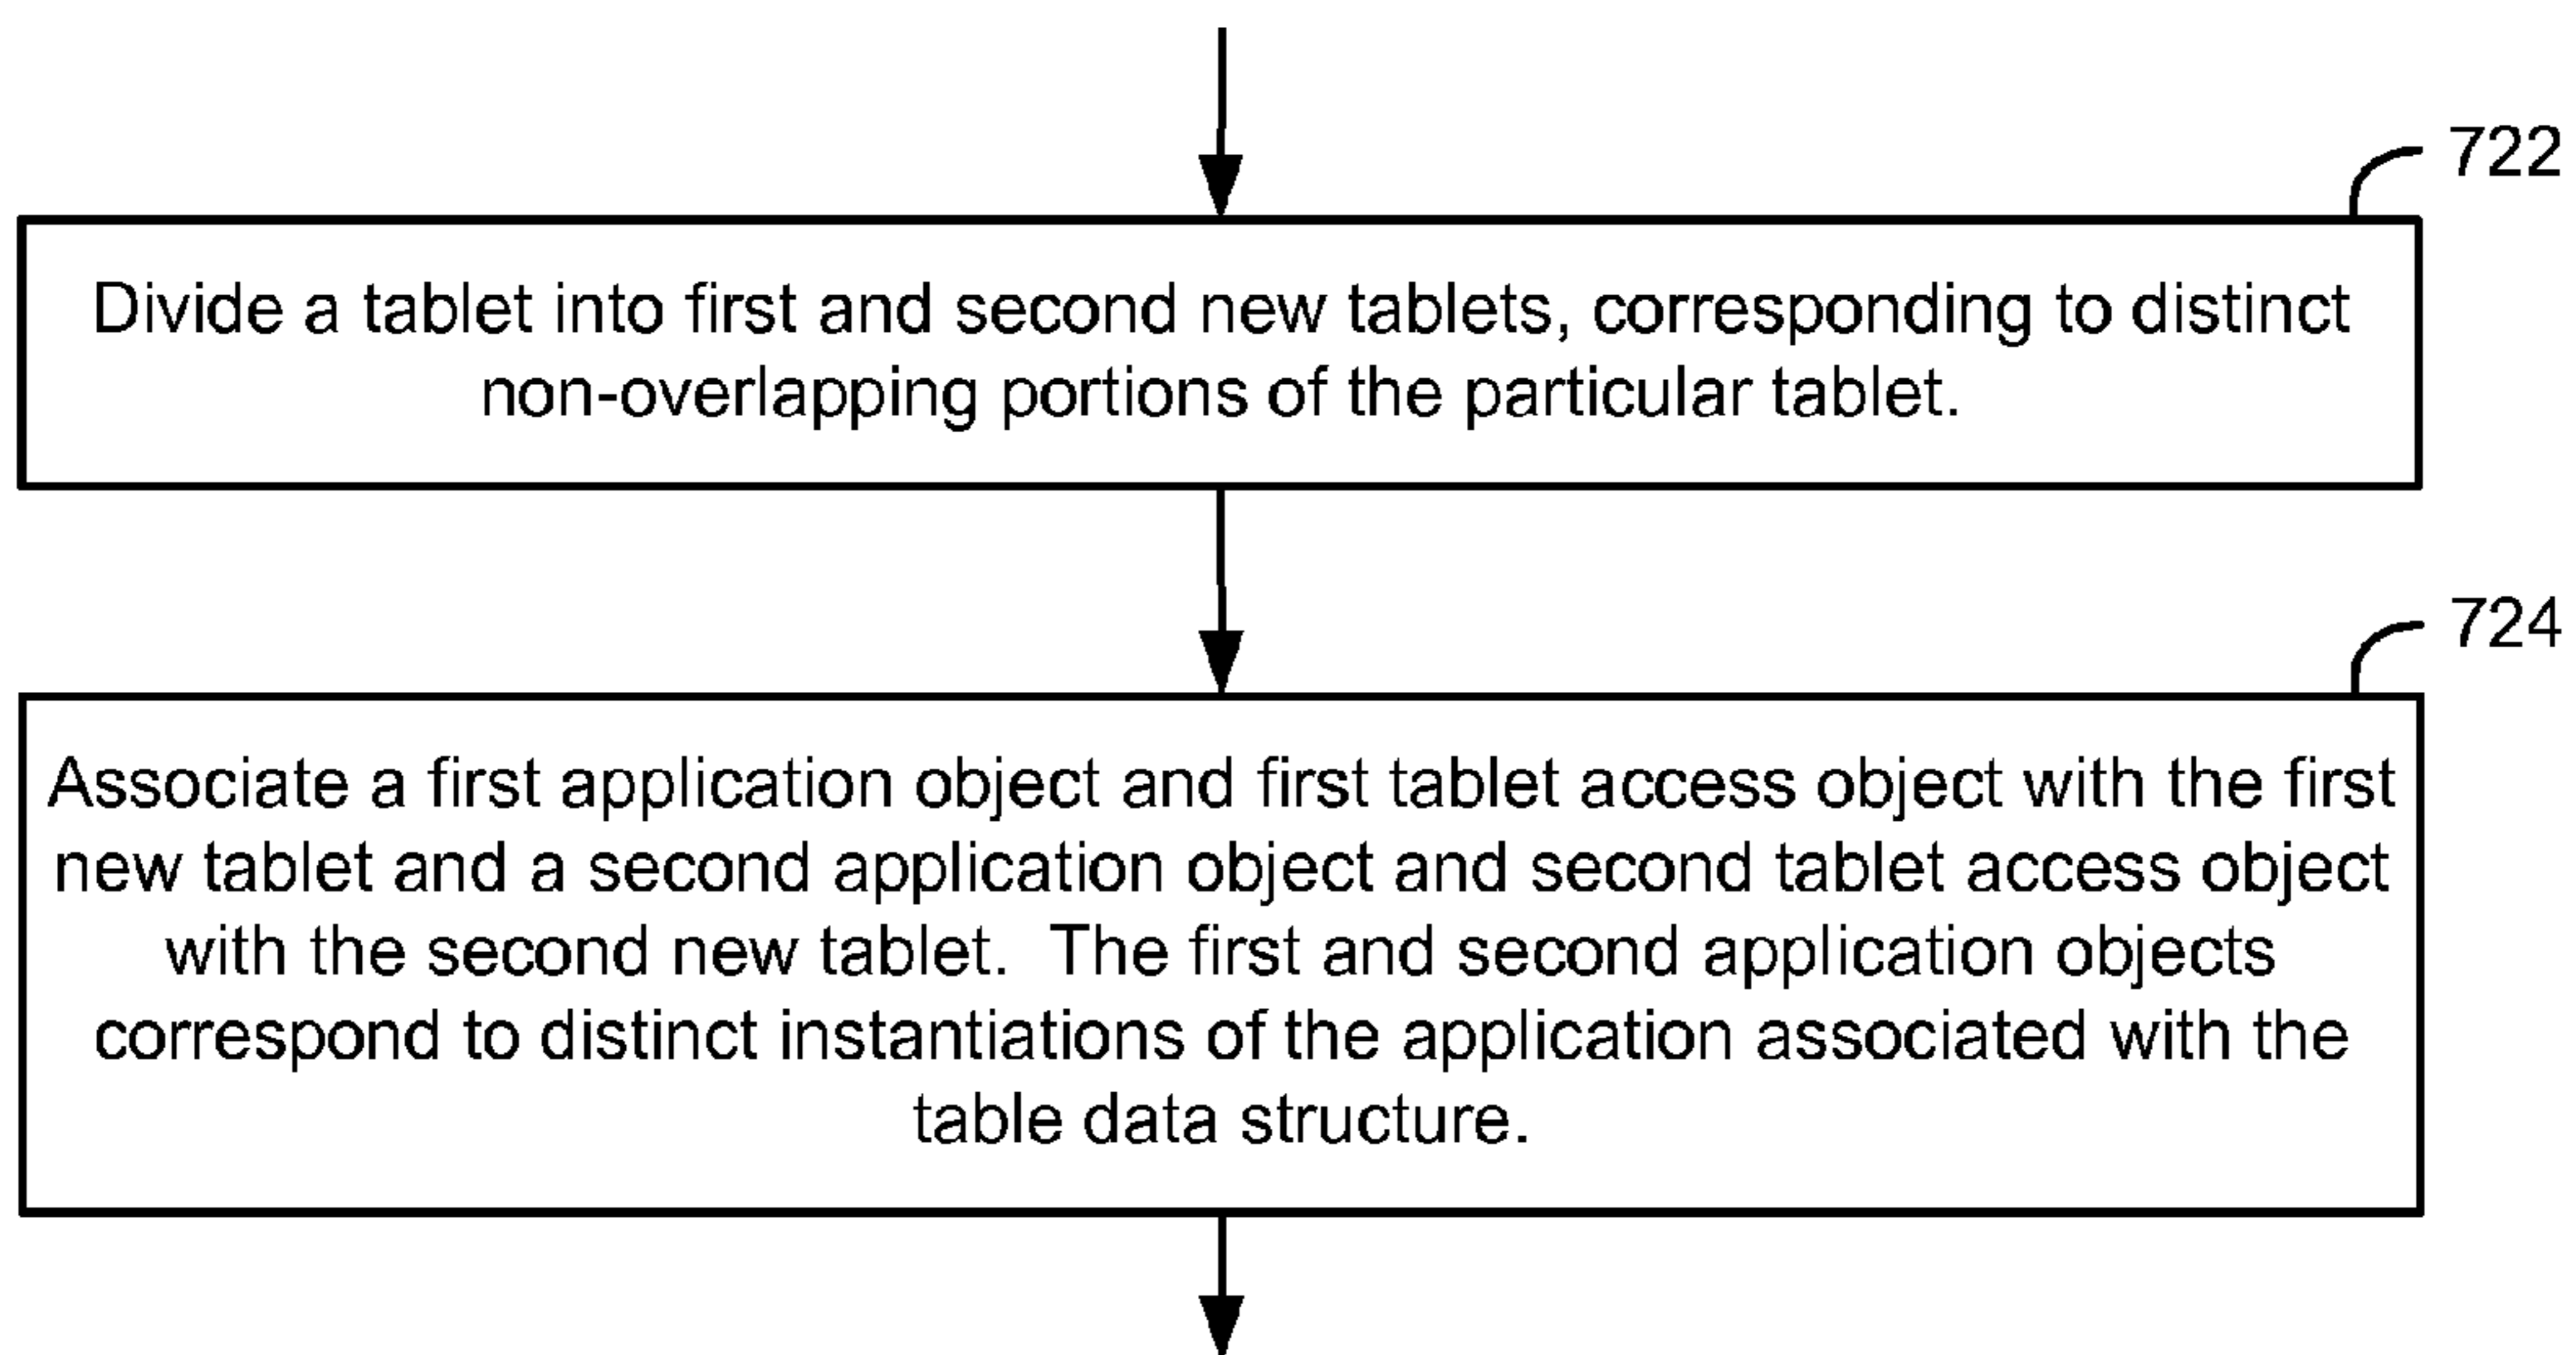 722
Divide a tablet into first and second new tablets, corresponding to distinct
non-overlapping portions of the particular tablet.
724
Associate a first application object and first tablet access object with the first
new tablet and a second application object and second tablet access object
with the second new tablet.  The first and second application objects
correspond to distinct instantiations of the application associated with the
table data structure.